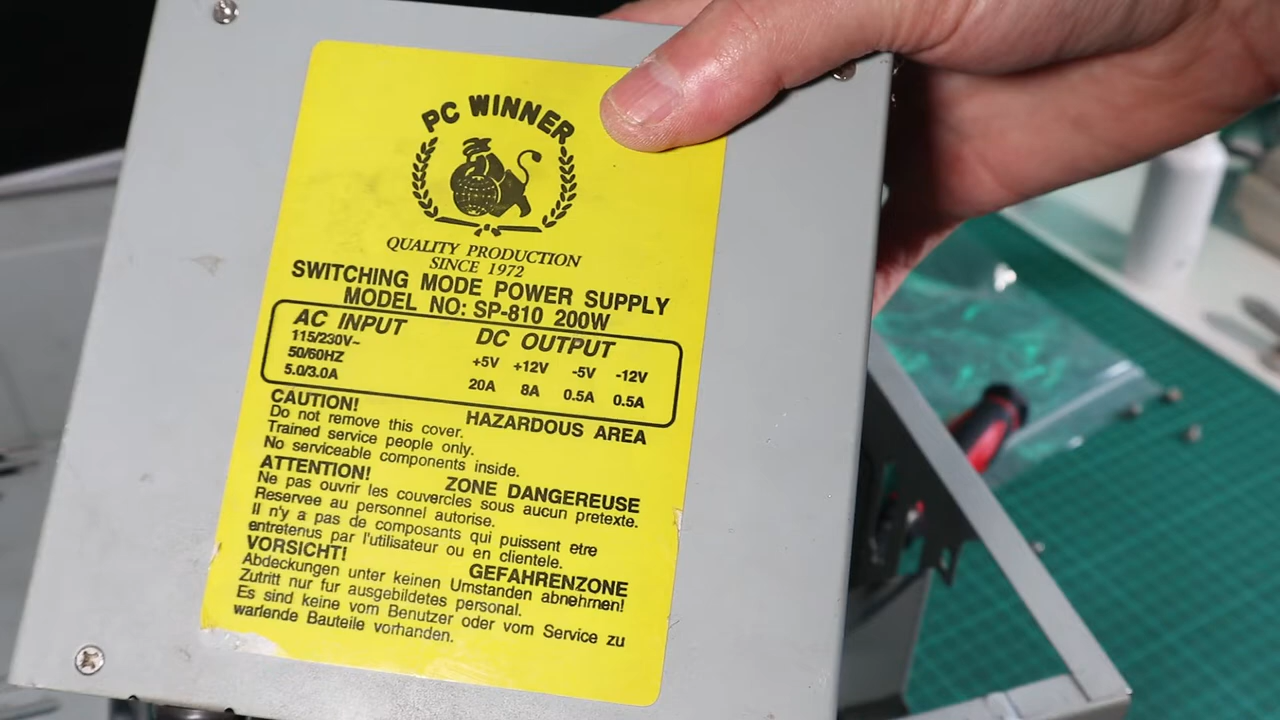 PC WINNER
QUALITY PRODUCTION
SINCE 1972
SWITCHING MODE POWER SUPPLY
MODEL NO: SP-810 200W
AC INPUT
115/230V~
50/60HZ
5.0/3.0A
DC OUTPUT
+5V +12V -5V -12V
20A 8A 0.5A 0.5A
CAUTION!
HAZARDOUS AREA
Do not remove this cover.
Trained service people only.
No serviceable components inside.
ATTENTION!
ZONE DANGEREUSE
Ne pas ouvrir les couvercles sous aucun pretexte.
Reservee au personnel autorise.
Il n'y a pas de composants qui puissent etre
entretenus par l'utilisateur ou en clientele.
VORSICHT!
GEFAHRENZONE
Abdeckungen unter keinen Umstanden abnehmen!
Zutritt nur fur ausgebildetes personal.
Es sind keine vom Benutzer oder vom Service zu
warlende Bauteile vorhanden.